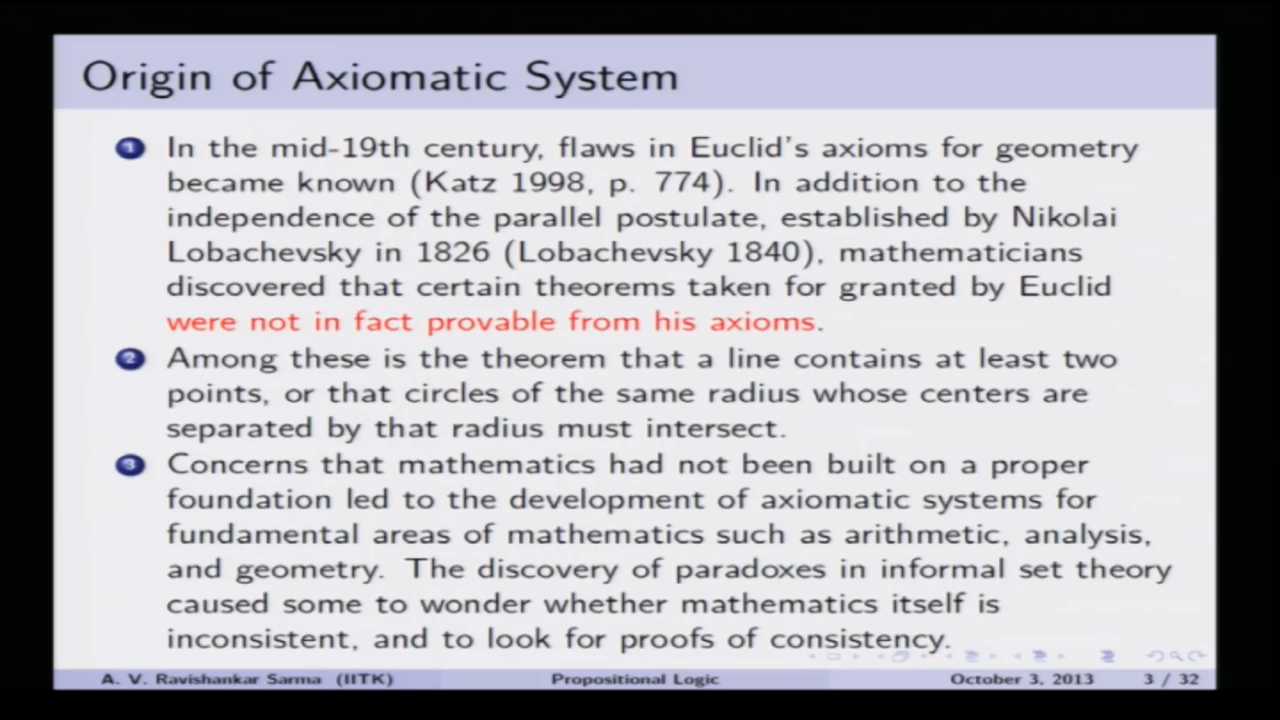 Origin of Axiomatic System
1 In the mid-19th century, flaws in Euclid's axioms for geometry
became known (Katz 1998, p. 774). In addition to the
independence of the parallel postulate, established by Nikolai
Lobachevsky in 1826 (Lobachevsky 1840), mathematicians
discovered that certain theorems taken for granted by Euclid
were not in fact provable from his axioms.
2 Among these is the theorem that a line contains at least two
points, or that circles of the same radius whose centers are
separated by that radius must intersect.
3 Concerns that mathematics had not been built on a proper
foundation led to the development of axiomatic systems for
fundamental areas of mathematics such as arithmetic, analysis,
and geometry. The discovery of paradoxes in informal set theory
caused some to wonder whether mathematics itself is
inconsistent, and to look for proofs of consistency.
A. V. Ravishankar Sarma (IITK) Propositional Logic October 3, 2013 3 / 32